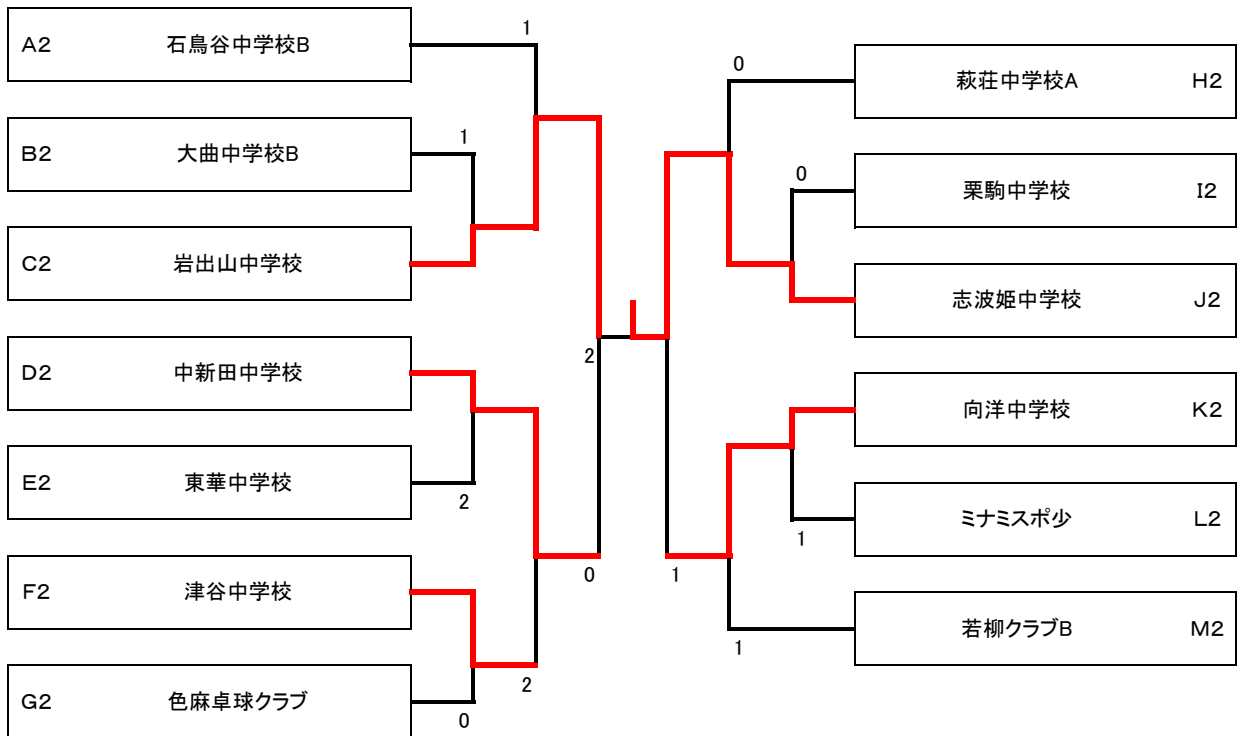 A2 石鳥谷中学校B
1
B2 大曲中学校B
1
C2 岩出山中学校
D2 中新田中学校
E2 東華中学校
2
F2 津谷中学校
G2 色麻卓球クラブ
0
2
0
2
0
萩荘中学校A H2
0
栗駒中学校 I2
志波姫中学校 J2
向洋中学校 K2
ミナミスポ少 L2
1
1
若柳クラブB M2
1